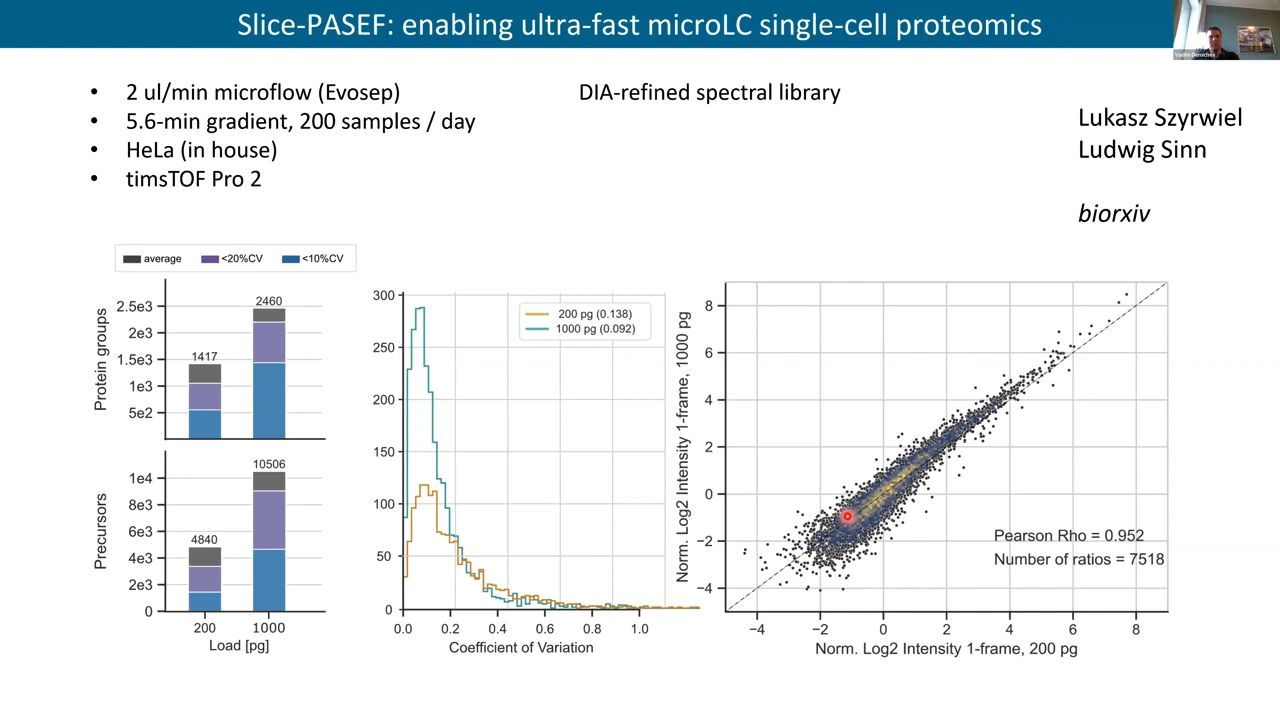 Slice-PASEF: enabling ultra-fast microLC single-cell proteomics
Vadim Demichev
• 2 ul/min microflow (Evosep)
• 5.6-min gradient, 200 samples / day
• HeLa (in house)
• timsTOF Pro 2
DIA-refined spectral library
Lukasz Szyrwiel
Ludwig Sinn
biorxiv
average <20%CV <10%CV
Protein groups
2.5e3
2e3
1.5e3
1e3
5e2
1417
2460
Precursors
1e4
8e3
6e3
4e3
2e3
0
4840
10506
200 1000
Load [pg]
300
250
200
150
100
50
0
200 pg (0.138)
1000 pg (0.092)
0.0 0.2 0.4 0.6 0.8 1.0
Coefficient of Variation
Norm. Log2 Intensity 1-frame, 1000 pg
8
6
4
2
0
−2
−4
Pearson Rho = 0.952
Number of ratios = 7518
−4 −2 0 2 4 6 8
Norm. Log2 Intensity 1-frame, 200 pg